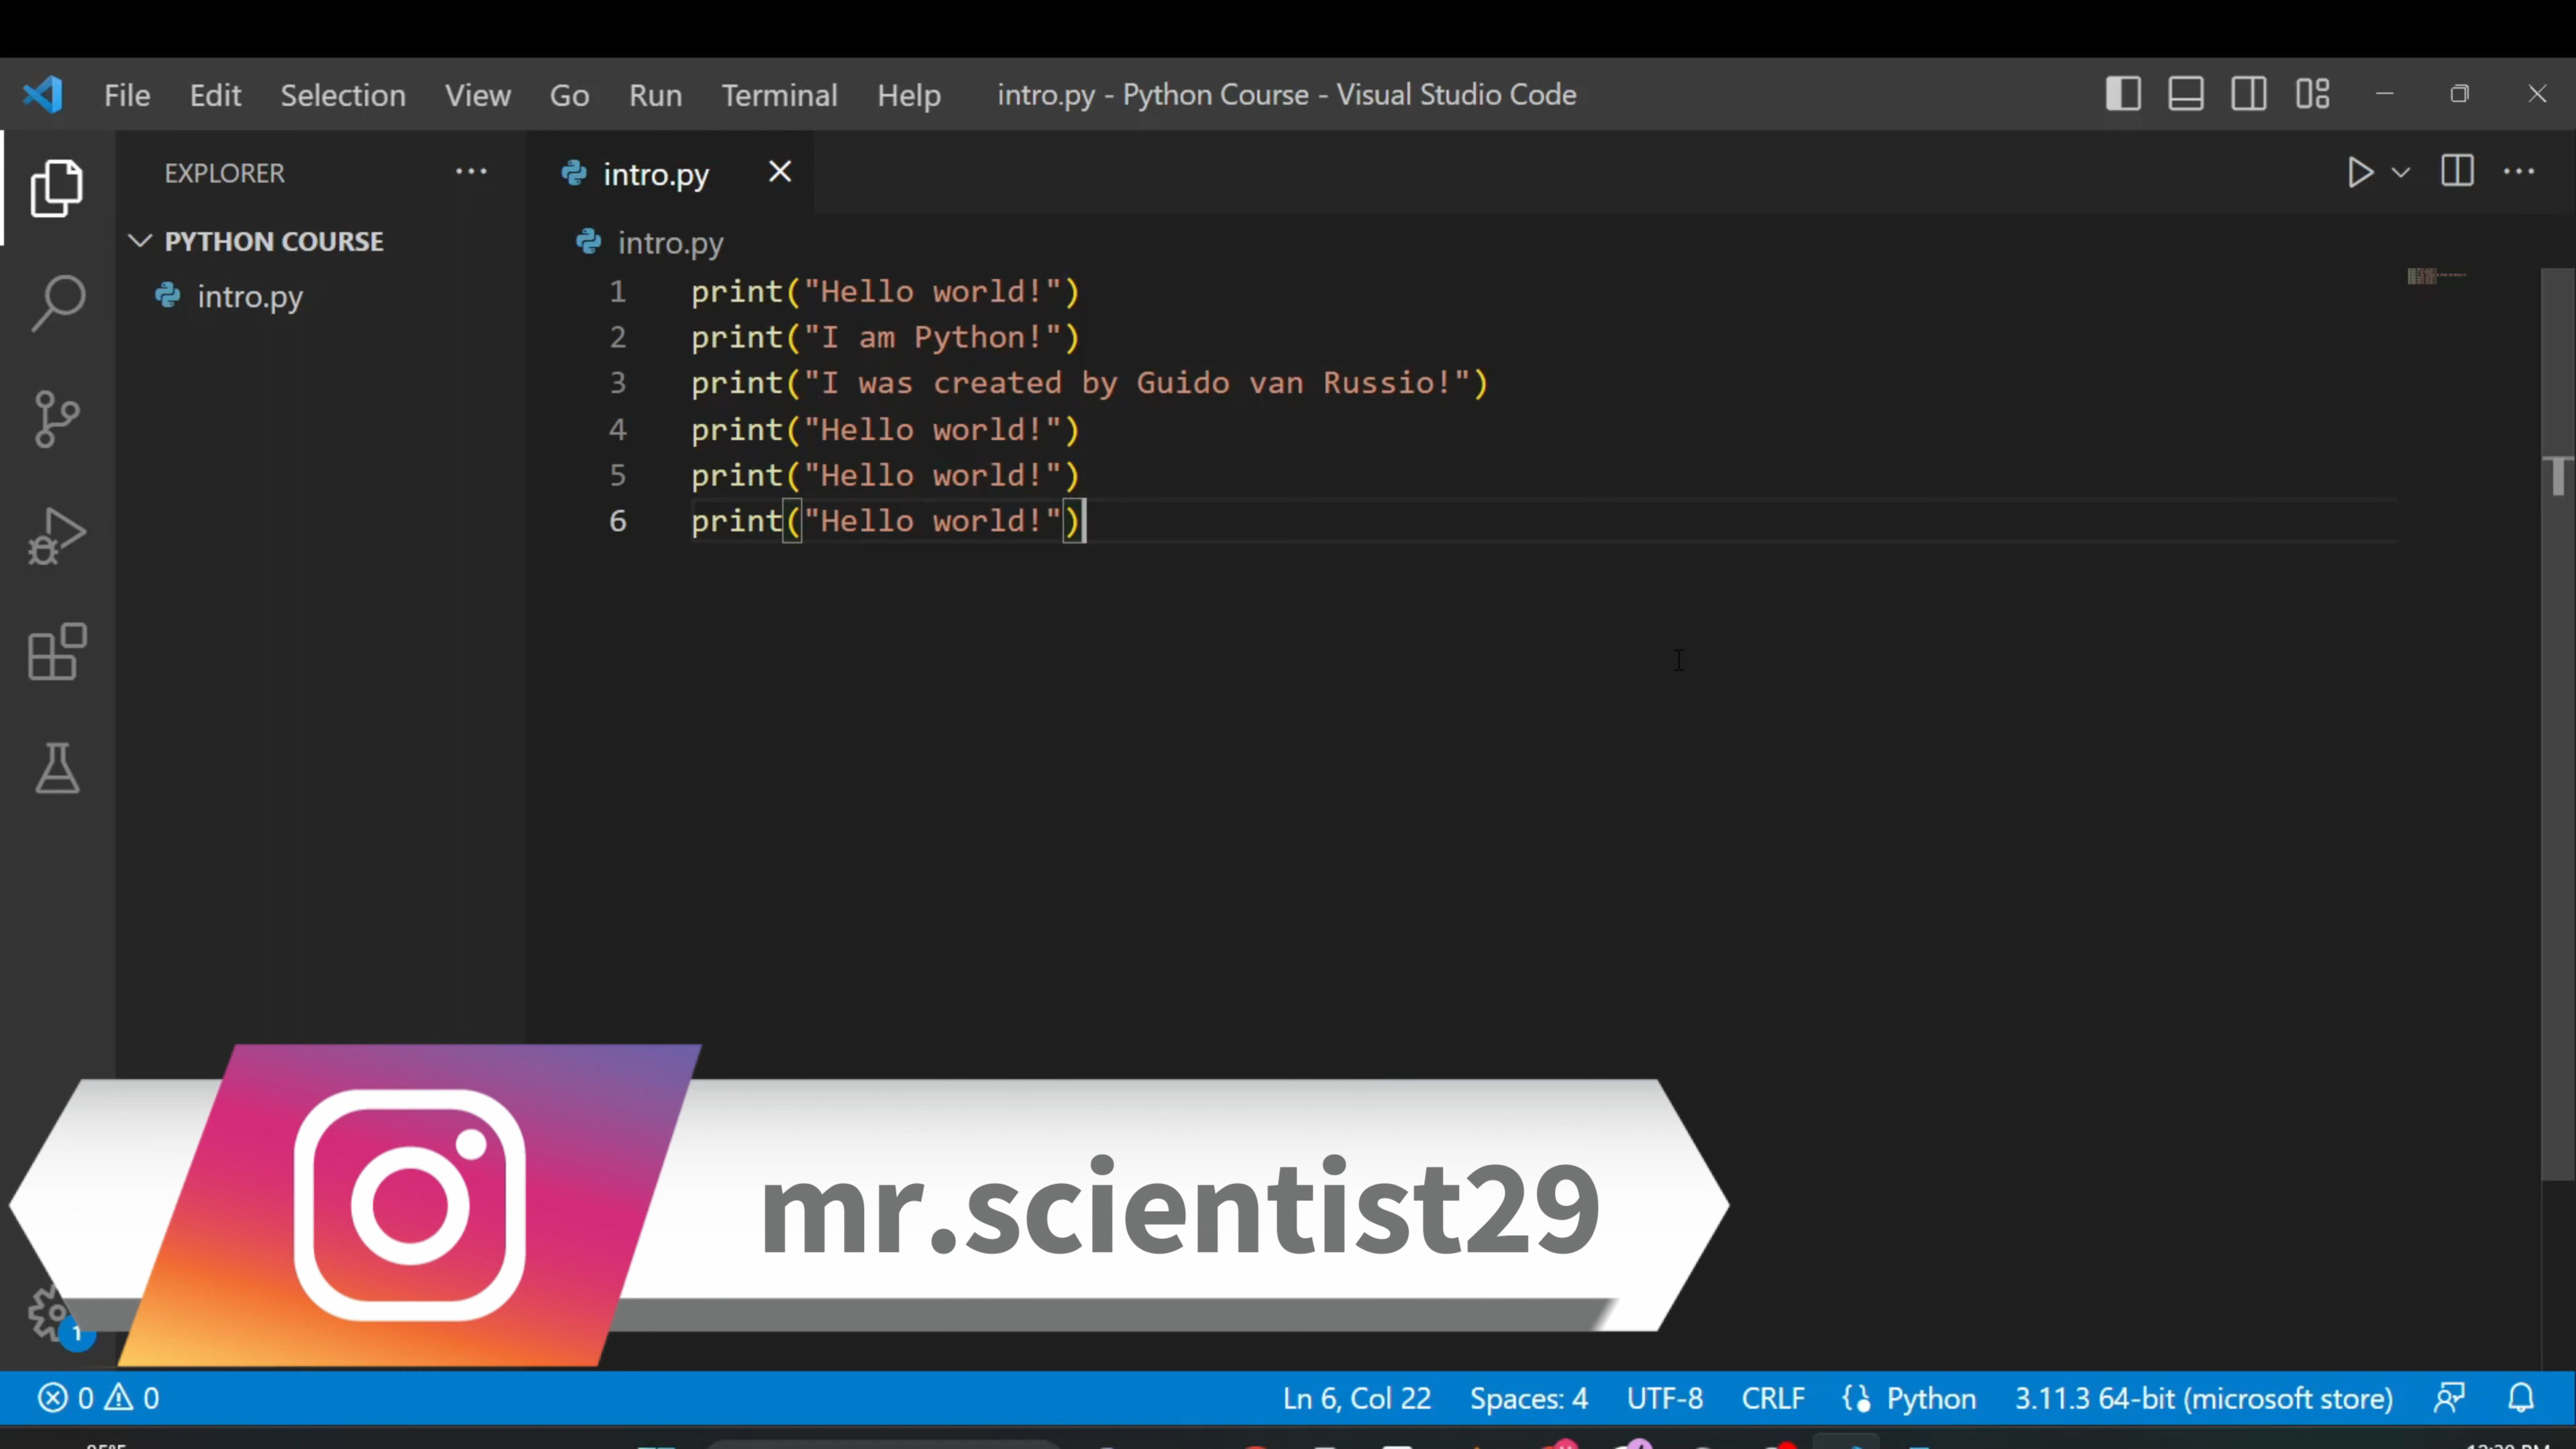 File Edit Selection View Go Run Terminal Help intro.py - Python Course - Visual Studio Code
EXPLORER
intro.py
PYTHON COURSE
intro.py
intro.py
1 print("Hello world!")
2 print("I am Python!")
3 print("I was created by Guido van Russio!")
4 print("Hello world!")
5 print("Hello world!")
6 print("Hello world!")
mr.scientist29
1
0 0 Ln 6, Col 22 Spaces: 4 UTF-8 CRLF Python 3.11.3 64-bit (microsoft store)